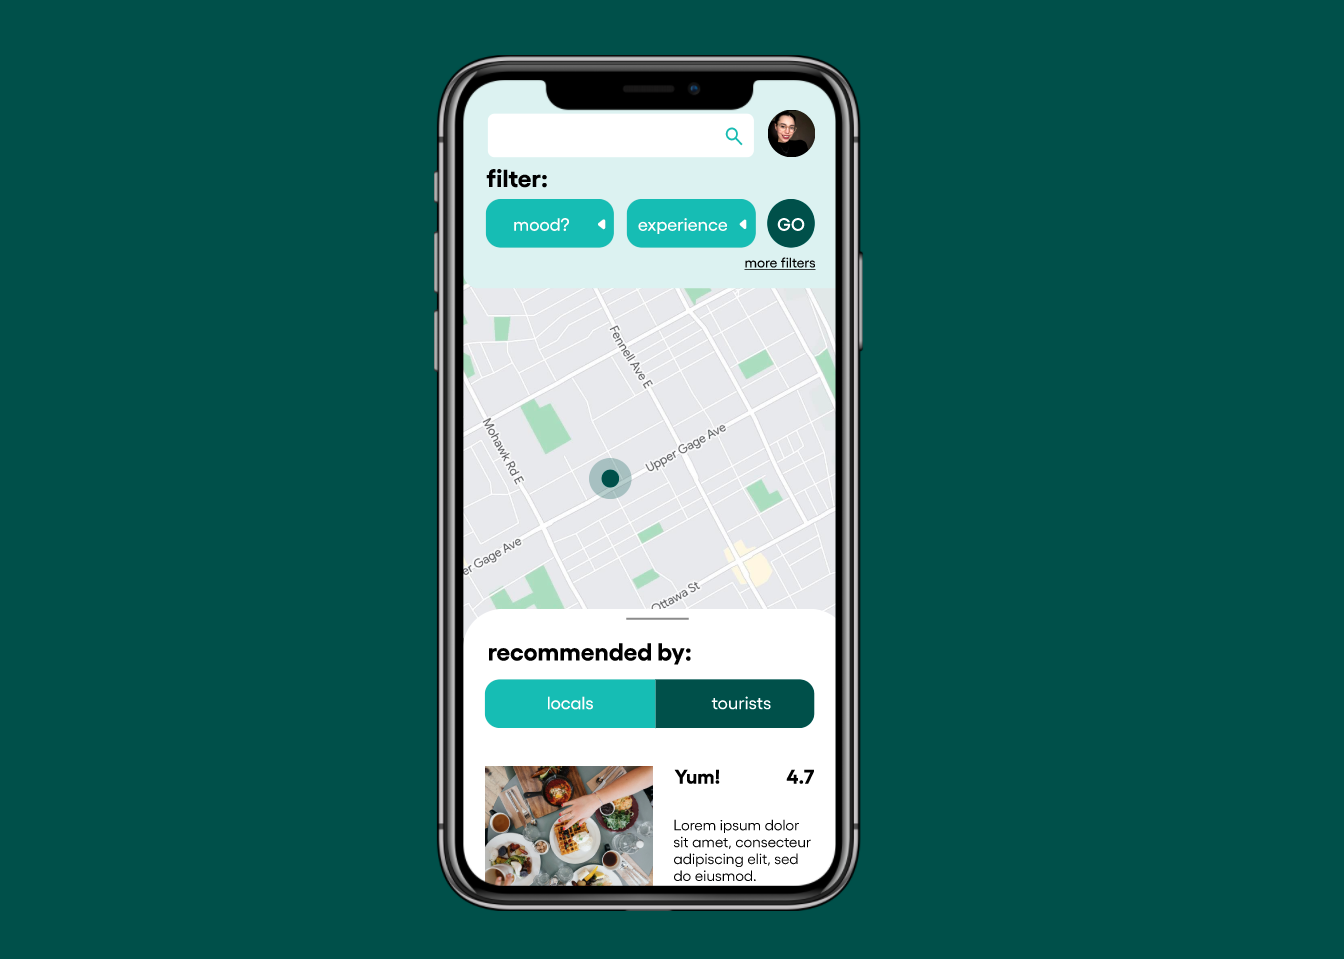 filter:
mood?
experience
GO
more filters
Fennell Ave E
Mohawk Rd E
Upper Gage Ave
er Gage Ave
Ottawa St
recommended by:
locals
tourists
Yum!
4.7
Lorem ipsum dolor
sit amet, consecteur
adipiscing elit, sed
do eiusmod.